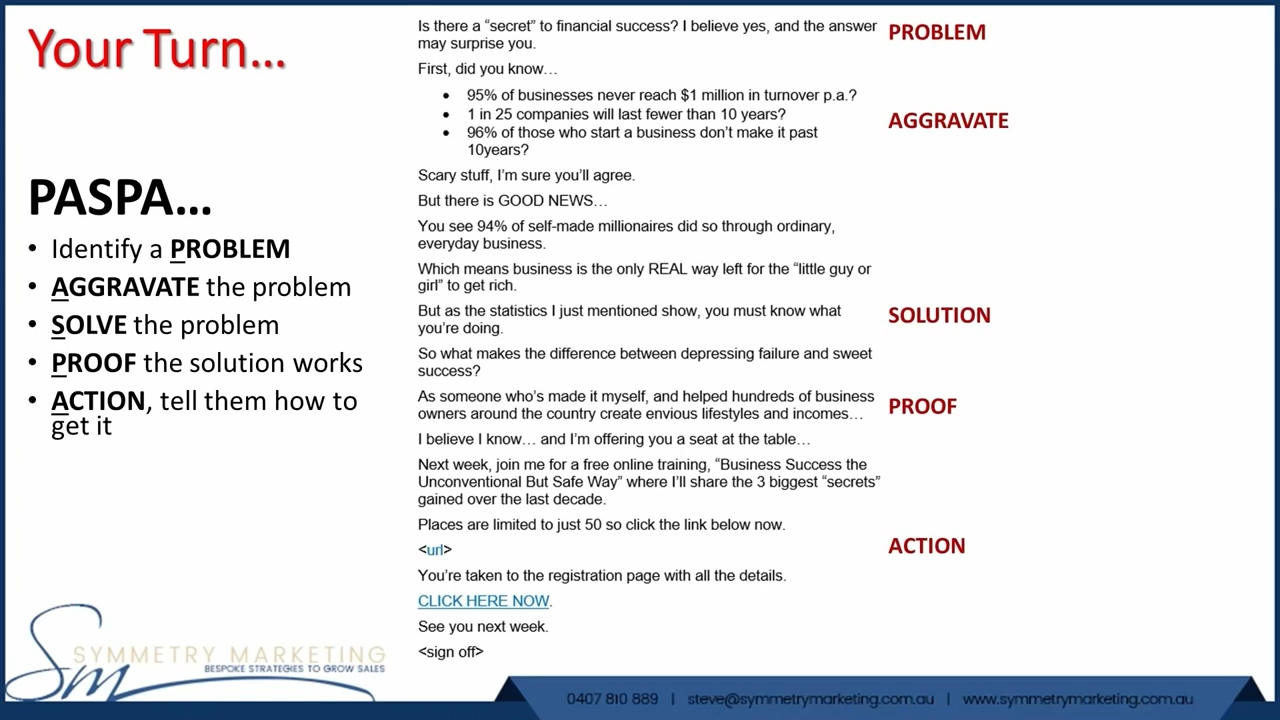 Your Turn...
PASPA...
• Identify a PROBLEM
• AGGRAVATE the problem
• SOLVE the problem
• PROOF the solution works
• ACTION, tell them how to
get it
Is there a “secret” to financial success? I believe yes, and the answer
may surprise you.
First, did you know…
• 95% of businesses never reach $1 million in turnover p.a.?
• 1 in 25 companies will last fewer than 10 years?
• 96% of those who start a business don’t make it past
10years?
Scary stuff, I’m sure you’ll agree.
But there is GOOD NEWS…
You see 94% of self-made millionaires did so through ordinary,
everyday business.
Which means business is the only REAL way left for the “little guy or
girl” to get rich.
But as the statistics I just mentioned show, you must know what
you’re doing.
So what makes the difference between depressing failure and sweet
success?
As someone who’s made it myself, and helped hundreds of business
owners around the country create envious lifestyles and incomes…
I believe I know… and I’m offering you a seat at the table…
Next week, join me for a free online training, “Business Success the
Unconventional But Safe Way” where I’ll share the 3 biggest “secrets”
gained over the last decade.
Places are limited to just 50 so click the link below now.
<url>
You’re taken to the registration page with all the details.
CLICK HERE NOW.
See you next week.
<sign off>
PROBLEM
AGGRAVATE
SOLUTION
PROOF
ACTION
Sm
SYMMETRY MARKETING
BESPOKE STRATEGIES TO GROW SALES
0407 810 889 | steve@symmetrymarketing.com.au | www.symmetrymarketing.com.au